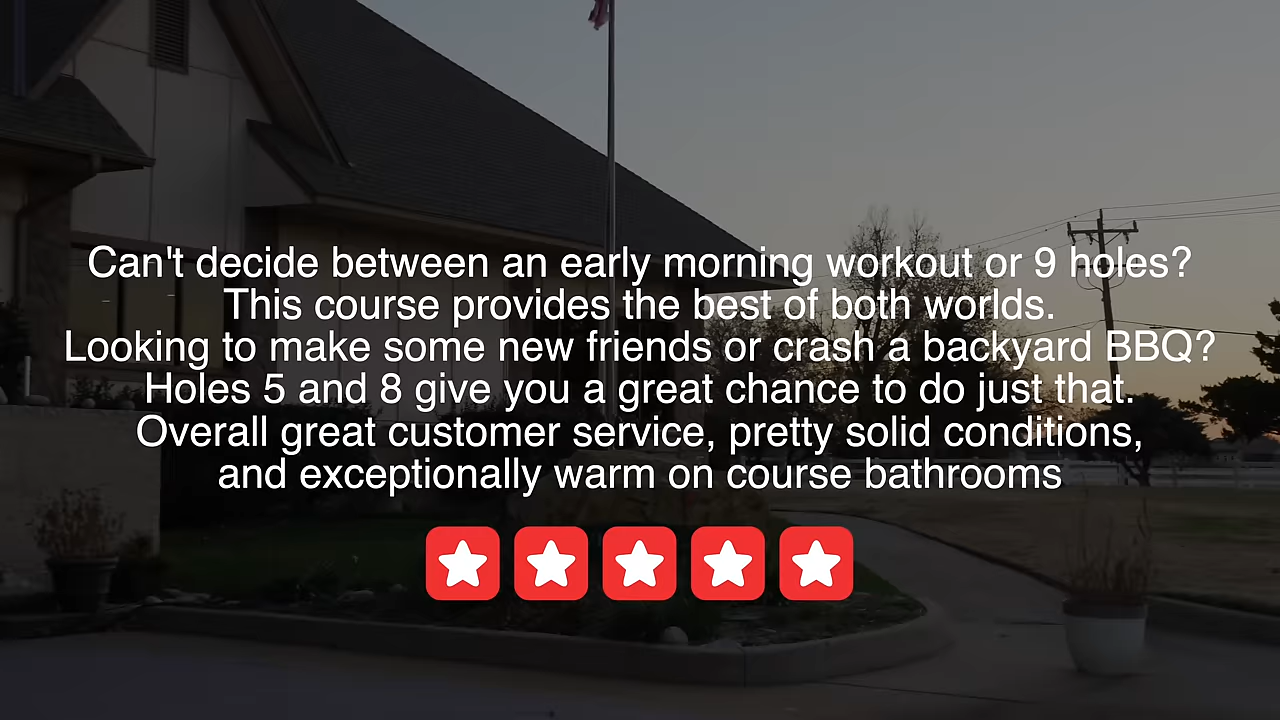 Can't decide between an early morning workout or 9 holes?
This course provides the best of both worlds.
Looking to make some new friends or crash a backyard BBQ?
Holes 5 and 8 give you a great chance to do just that.
Overall great customer service, pretty solid conditions,
and exceptionally warm on course bathrooms